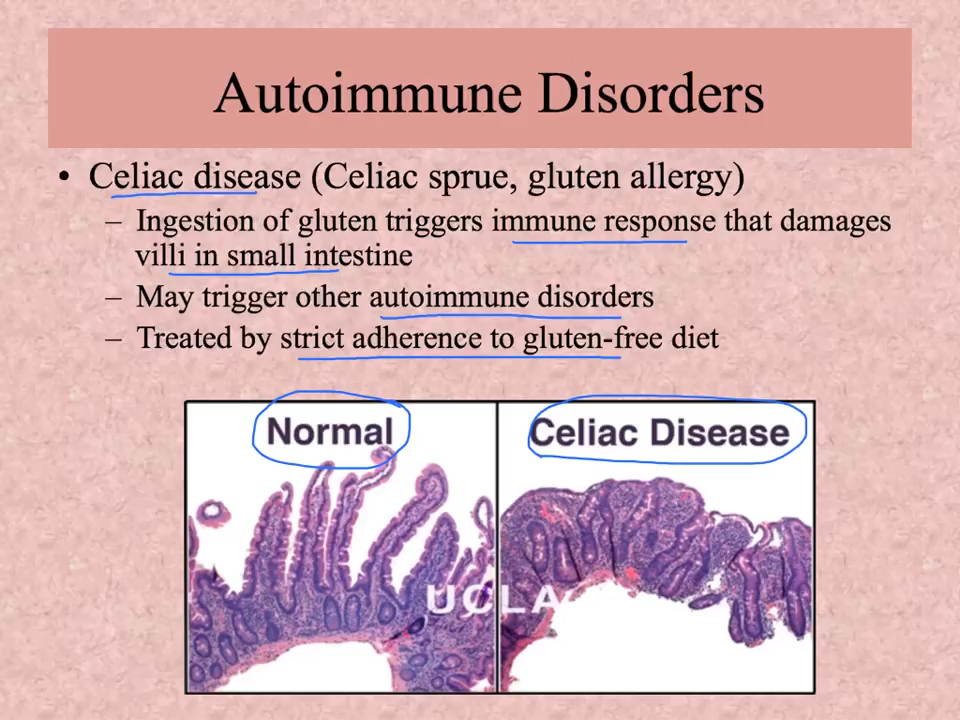 Autoimmune Disorders
• Celiac disease (Celiac sprue, gluten allergy)
– Ingestion of gluten triggers immune response that damages
villi in small intestine
– May trigger other autoimmune disorders
– Treated by strict adherence to gluten-free diet
Normal
Celiac Disease
UCLA